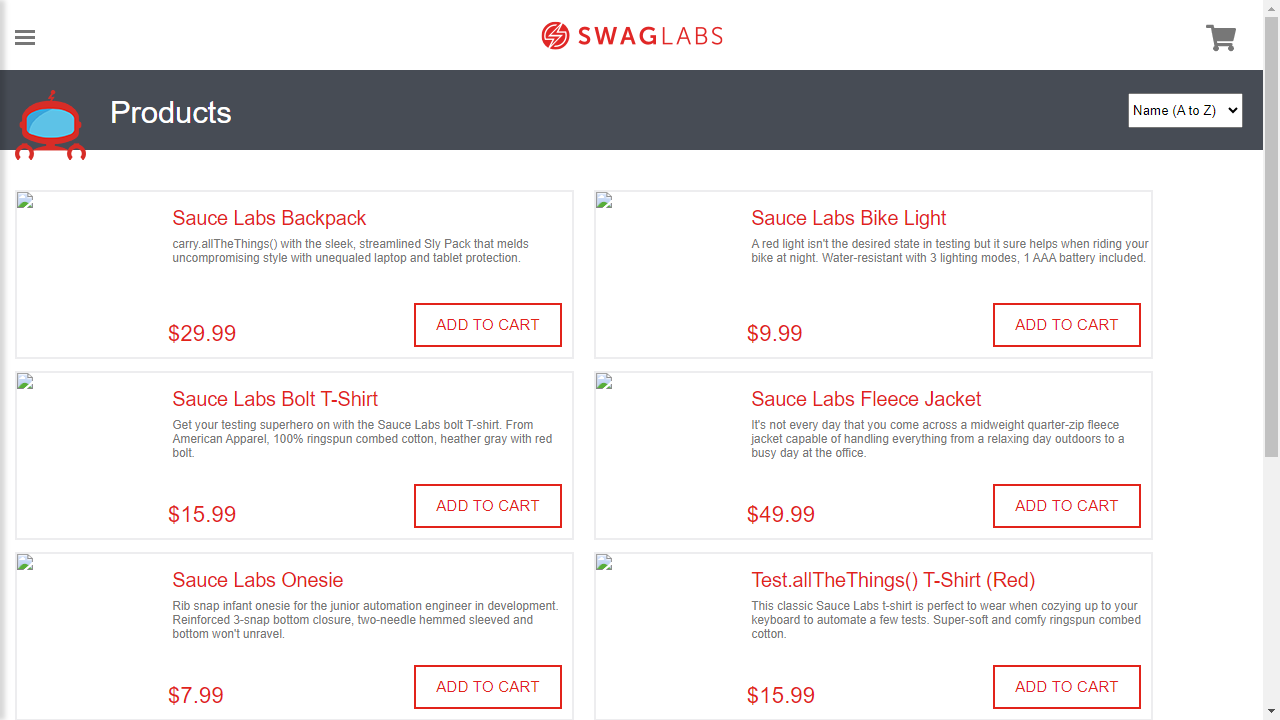 SWAGLABS
Products
Name (A to Z)
Sauce Labs Backpack
carry.allTheThings() with the sleek, streamlined Sly Pack that melds
uncompromising style with unequaled laptop and tablet protection.
$29.99
ADD TO CART
Sauce Labs Bike Light
A red light isn't the desired state in testing but it sure helps when riding your
bike at night. Water-resistant with 3 lighting modes, 1 AAA battery included.
$9.99
ADD TO CART
Sauce Labs Bolt T-Shirt
Get your testing superhero on with the Sauce Labs bolt T-shirt. From
American Apparel, 100% ringspun combed cotton, heather gray with red
bolt.
$15.99
ADD TO CART
Sauce Labs Fleece Jacket
It's not every day that you come across a midweight quarter-zip fleece
jacket capable of handling everything from a relaxing day outdoors to a
busy day at the office.
$49.99
ADD TO CART
Sauce Labs Onesie
Rib snap infant onesie for the junior automation engineer in development.
Reinforced 3-snap bottom closure, two-needle hemmed sleeved and
bottom won't unravel.
$7.99
ADD TO CART
Test.allTheThings() T-Shirt (Red)
This classic Sauce Labs t-shirt is perfect to wear when cozying up to your
keyboard to automate a few tests. Super-soft and comfy ringspun combed
cotton.
$15.99
ADD TO CART